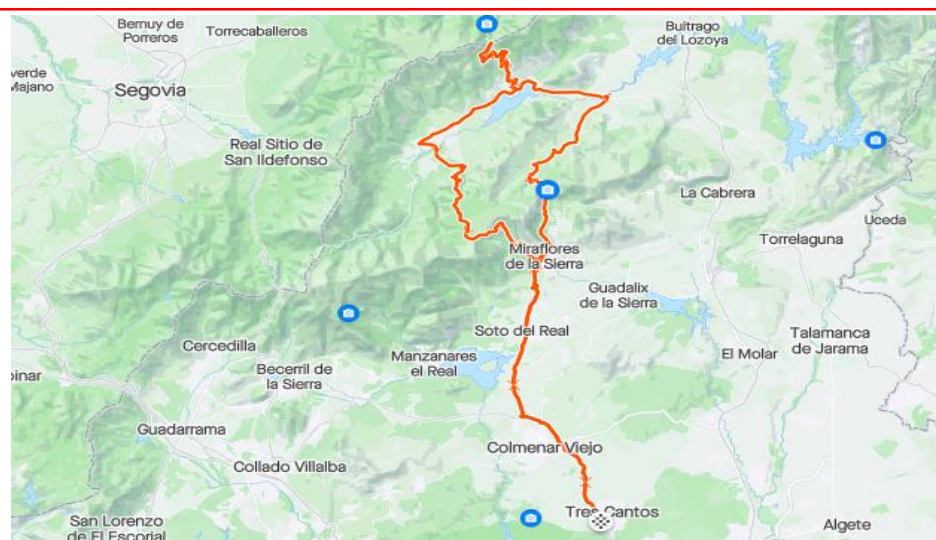 Bernuy de
Porreros
Torrecaballeros
Buitrago
del Lozoya
verde
Majano
Segovia
Real Sitio de
San Ildefonso
La Cabrera
Uceda
Torrelaguna
Miraflores
de la Sierra
Guadalix
de la Sierra
Soto del Real
Talamanca
de Jarama
Cercedilla
Manzanares
el Real
El Molar
Becerril de
la Sierra
pinar
Guadarrama
Colmenar Viejo
Collado Villalba
Tres Cantos
San Lorenzo
de El Escorial
Algete